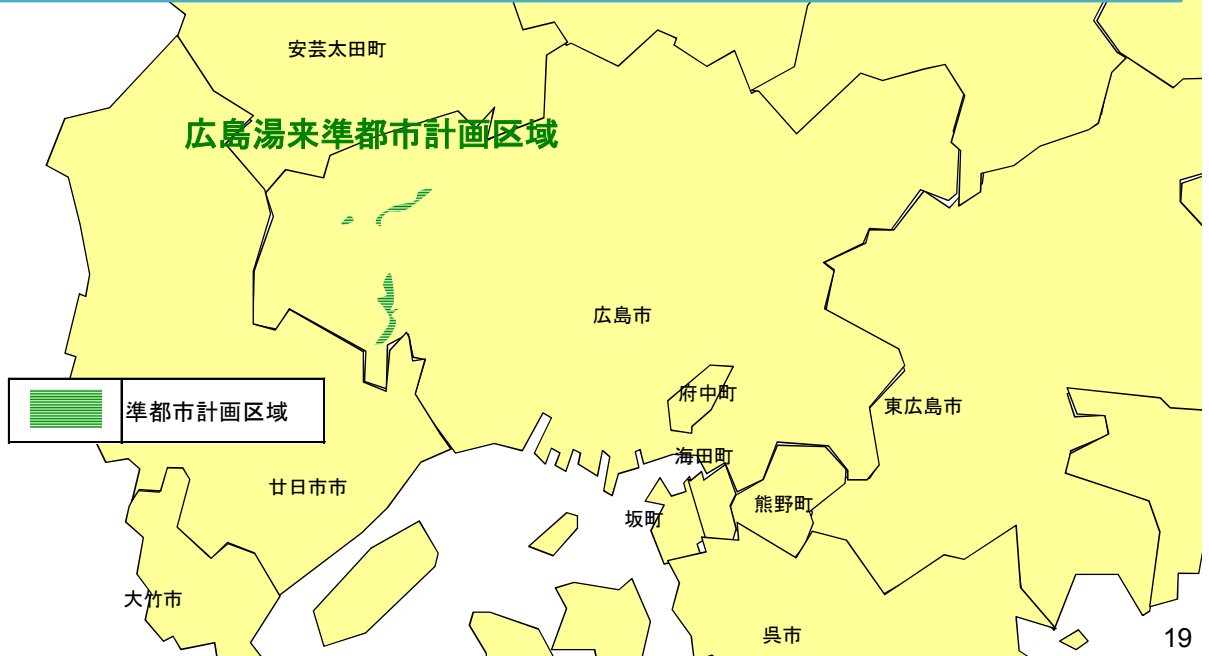 安芸太田町
広島湯来準都市計画区域
広島市
府中町
準都市計画区域
東広島市
海田町
廿日市市
熊野町
坂町
大竹市
呉市
19